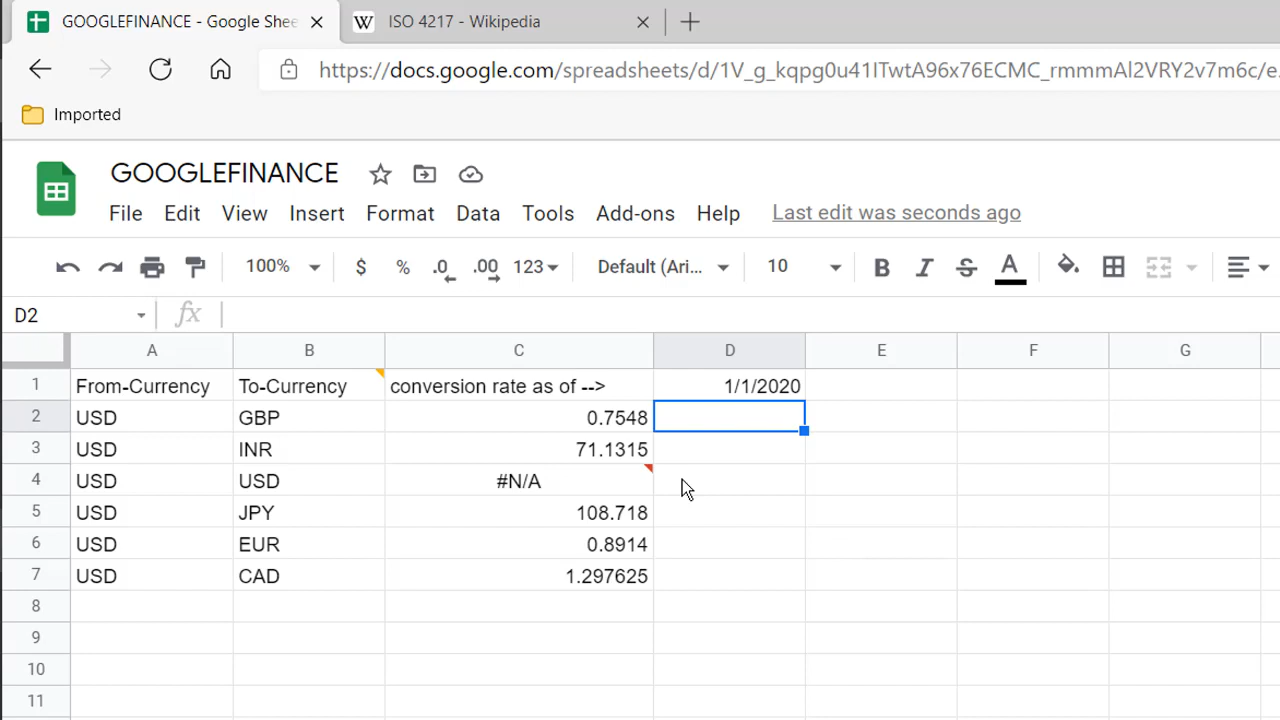 GOOGLEFINANCE - Google Shee
W ISO 4217 - Wikipedia
https://docs.google.com/spreadsheets/d/1V_g_kqpg0u41ITwtA96x76ECMC_rmmmAl2VRY2v7m6c/e
Imported
GOOGLEFINANCE
File Edit View Insert Format Data Tools Add-ons Help Last edit was seconds ago
100% $ % .0 .00 123 Default (Ari... 10 B I S A
D2 fx
A B C D E F G
1 From-Currency To-Currency conversion rate as of --> 1/1/2020
2 USD GBP 0.7548
3 USD INR 71.1315
4 USD USD #N/A
5 USD JPY 108.718
6 USD EUR 0.8914
7 USD CAD 1.297625
8
9
10
11